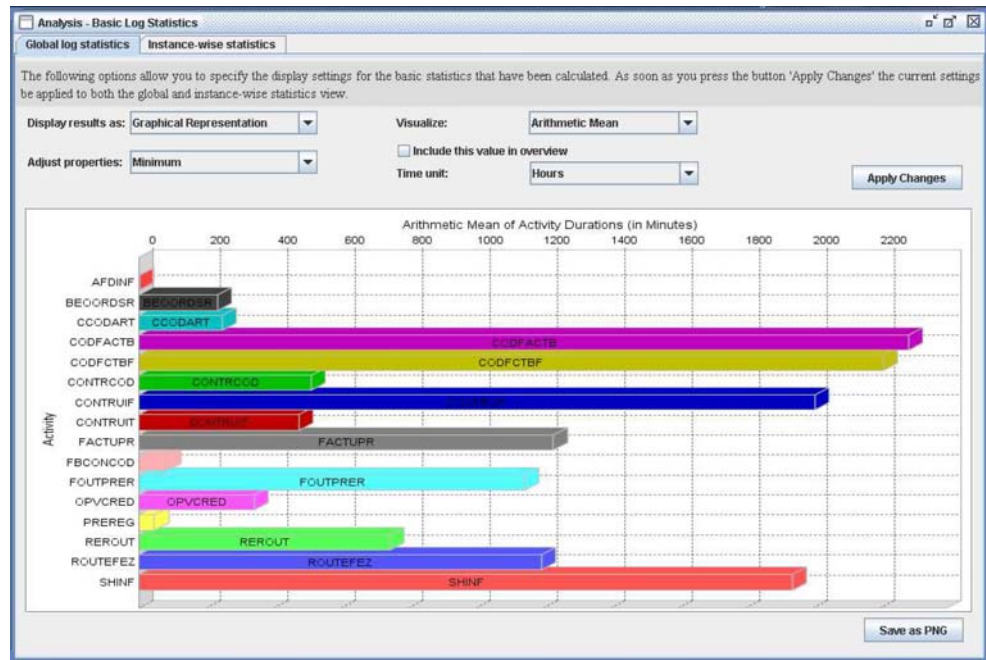 Analysis - Basic Log Statistics
Global log statistics
Instance-wise statistics
The following options allow you to specify the display settings for the basic statistics that have been calculated. As soon as you press the button 'Apply Changes' the current settings
be applied to both the global and instance-wise statistics view.
Display results as: Graphical Representation
Visualize: Arithmetic Mean
Include this value in overview
Adjust properties: Minimum
Time unit: Hours
Apply Changes
Arithmetic Mean of Activity Durations (in Minutes)
0 200 400 600 800 1000 1200 1400 1600 1800 2000 2200
Activity
AFDINF
BEOORDSR BEOORDSR
CCODART CCODART
CODFACTB CODFACTB
CODFCTBF CODFCTBF
CONTRCOD CONTRCOD
CONTRUIF
CONTRUIT CONTRUIT
FACTUPR FACTUPR
FBCONCOD
FOUTPRER FOUTPRER
OPVCRED OPVCRED
PREREG
REROUT REROUT
ROUTEFEZ ROUTEFEZ
SHINF SHINF
Save as PNG